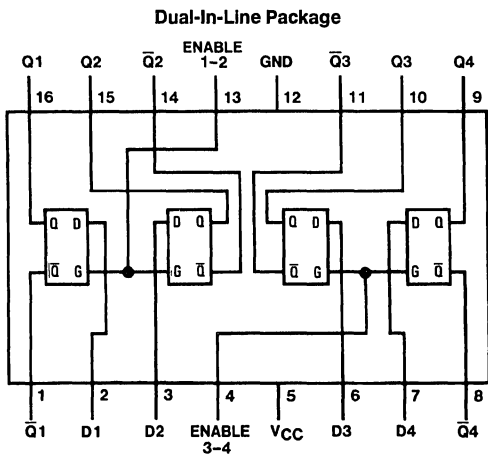 Dual-In-Line Package
Q1 Q2 Q̅2 ENABLE 1–2 GND Q̅3 Q3 Q4
16 15 14 13 12 11 10 9
Q D D Q Q D D Q
Q̅ G G Q̅ Q̅ G G Q̅
1 2 3 4 5 6 7 8
Q̅1 D1 D2 ENABLE 3–4 VCC D3 D4 Q̅4